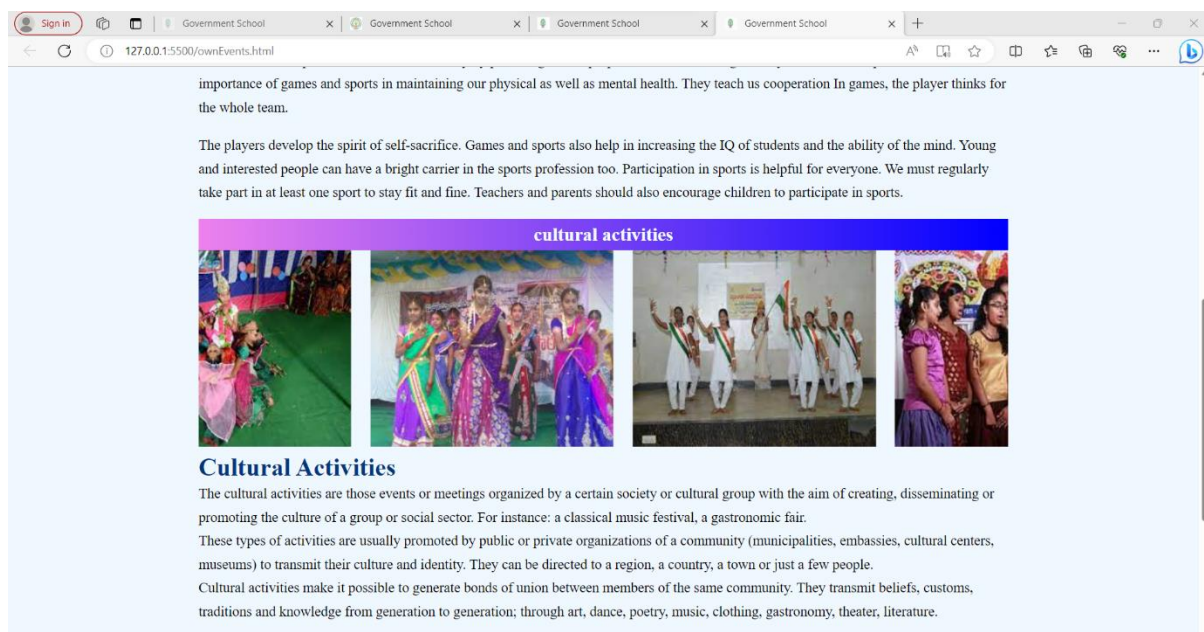 Sign in
Government School
Government School
Government School
Government School
127.0.0.1:5500/ownEvents.html
importance of games and sports in maintaining our physical as well as mental health. They teach us cooperation In games, the player thinks for
the whole team.
The players develop the spirit of self-sacrifice. Games and sports also help in increasing the IQ of students and the ability of the mind. Young
and interested people can have a bright carrier in the sports profession too. Participation in sports is helpful for everyone. We must regularly
take part in at least one sport to stay fit and fine. Teachers and parents should also encourage children to participate in sports.
cultural activities
Cultural Activities
The cultural activities are those events or meetings organized by a certain society or cultural group with the aim of creating, disseminating or
promoting the culture of a group or social sector. For instance: a classical music festival, a gastronomic fair.
These types of activities are usually promoted by public or private organizations of a community (municipalities, embassies, cultural centers,
museums) to transmit their culture and identity. They can be directed to a region, a country, a town or just a few people.
Cultural activities make it possible to generate bonds of union between members of the same community. They transmit beliefs, customs,
traditions and knowledge from generation to generation; through art, dance, poetry, music, clothing, gastronomy, theater, literature.